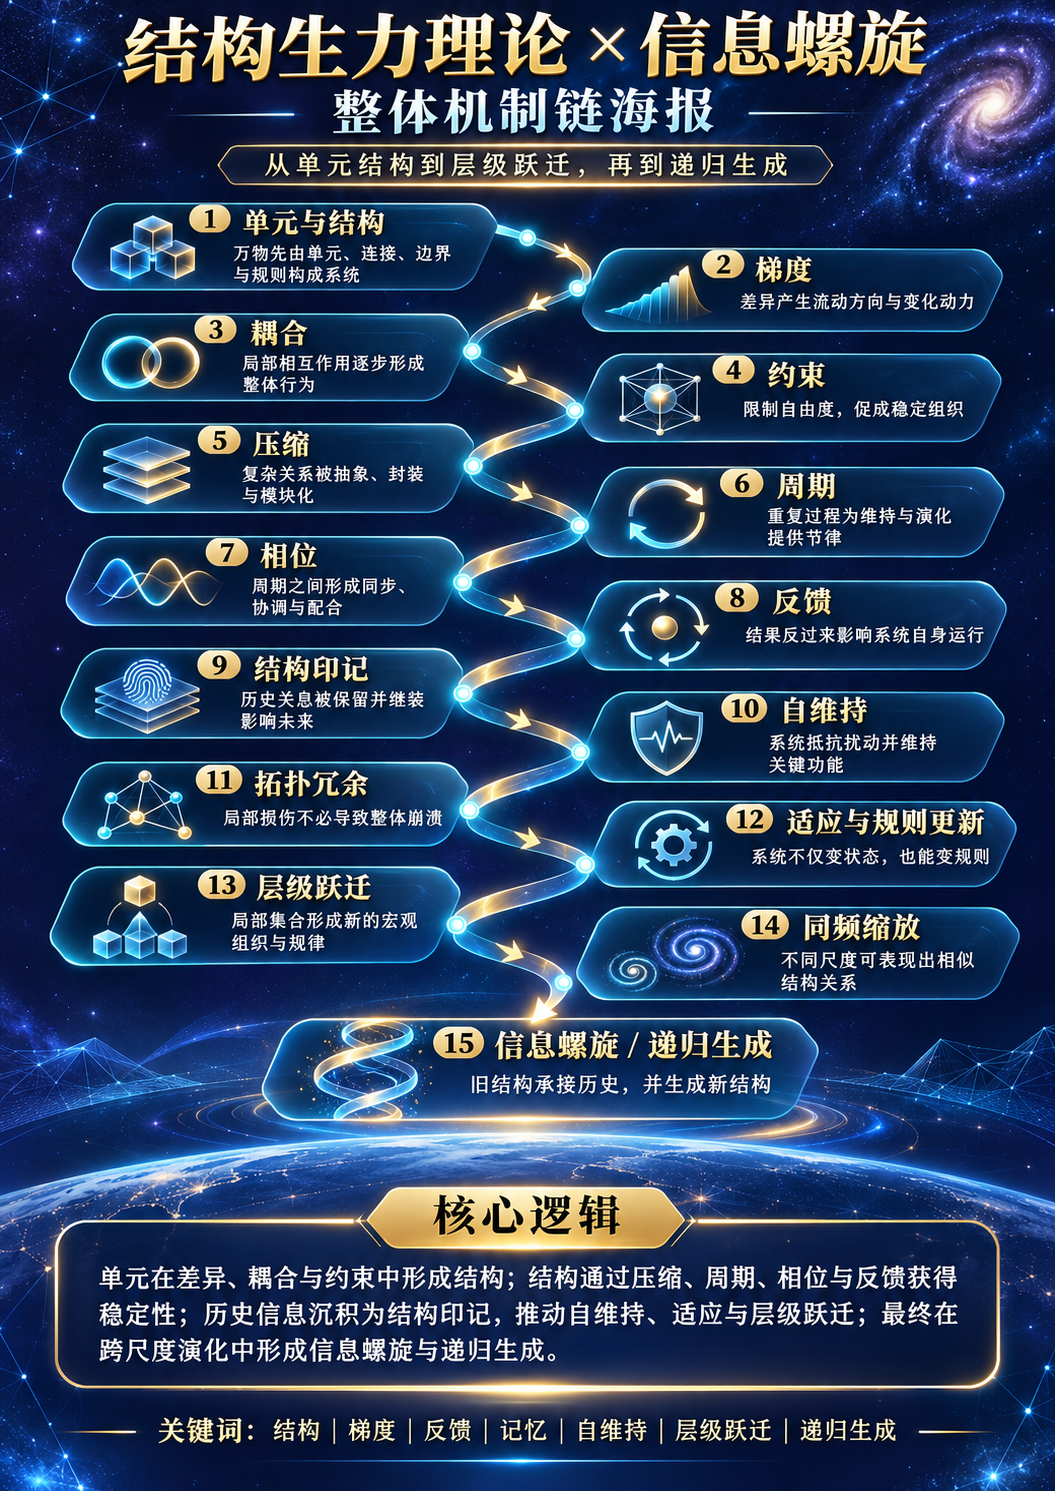 结构生力理论×信息螺旋
整体机制链海报
从单元结构到层级跃迁，再到递归生成
1 单元与结构
万物先由单元、连接、边界
与规则构成系统
2 梯度
差异产生流动方向与变化动力
3 耦合
局部相互作用逐步形成
整体行为
4 约束
限制自由度，促成稳定组织
5 压缩
复杂关系被抽象、封装
与模块化
6 周期
重复过程为维持与演化
提供节律
7 相位
周期之间形成同步、
协调与配合
8 反馈
结果反过来影响系统自身运行
9 结构印记
历史关息被保留并继装
影响未来
10 自维持
系统抵抗扰动并维持
关键功能
11 拓扑冗余
局部损伤不必导致整体崩溃
12 适应与规则更新
系统不仅变状态，也能变规则
13 层级跃迁
局部集合形成新的宏观
组织与规律
14 同频缩放
不同尺度可表现出相似
结构关系
15 信息螺旋 / 递归生成
旧结构承接历史，并生成新结构
核心逻辑
单元在差异、耦合与约束中形成结构；结构通过压缩、周期、相位与反馈获得
稳定性；历史信息沉积为结构印记，推动自维持、适应与层级跃迁；最终在
跨尺度演化中形成信息螺旋与递归生成。
关键词：结构 | 梯度 | 反馈 | 记忆 | 自维持 | 层级跃迁 | 递归生成